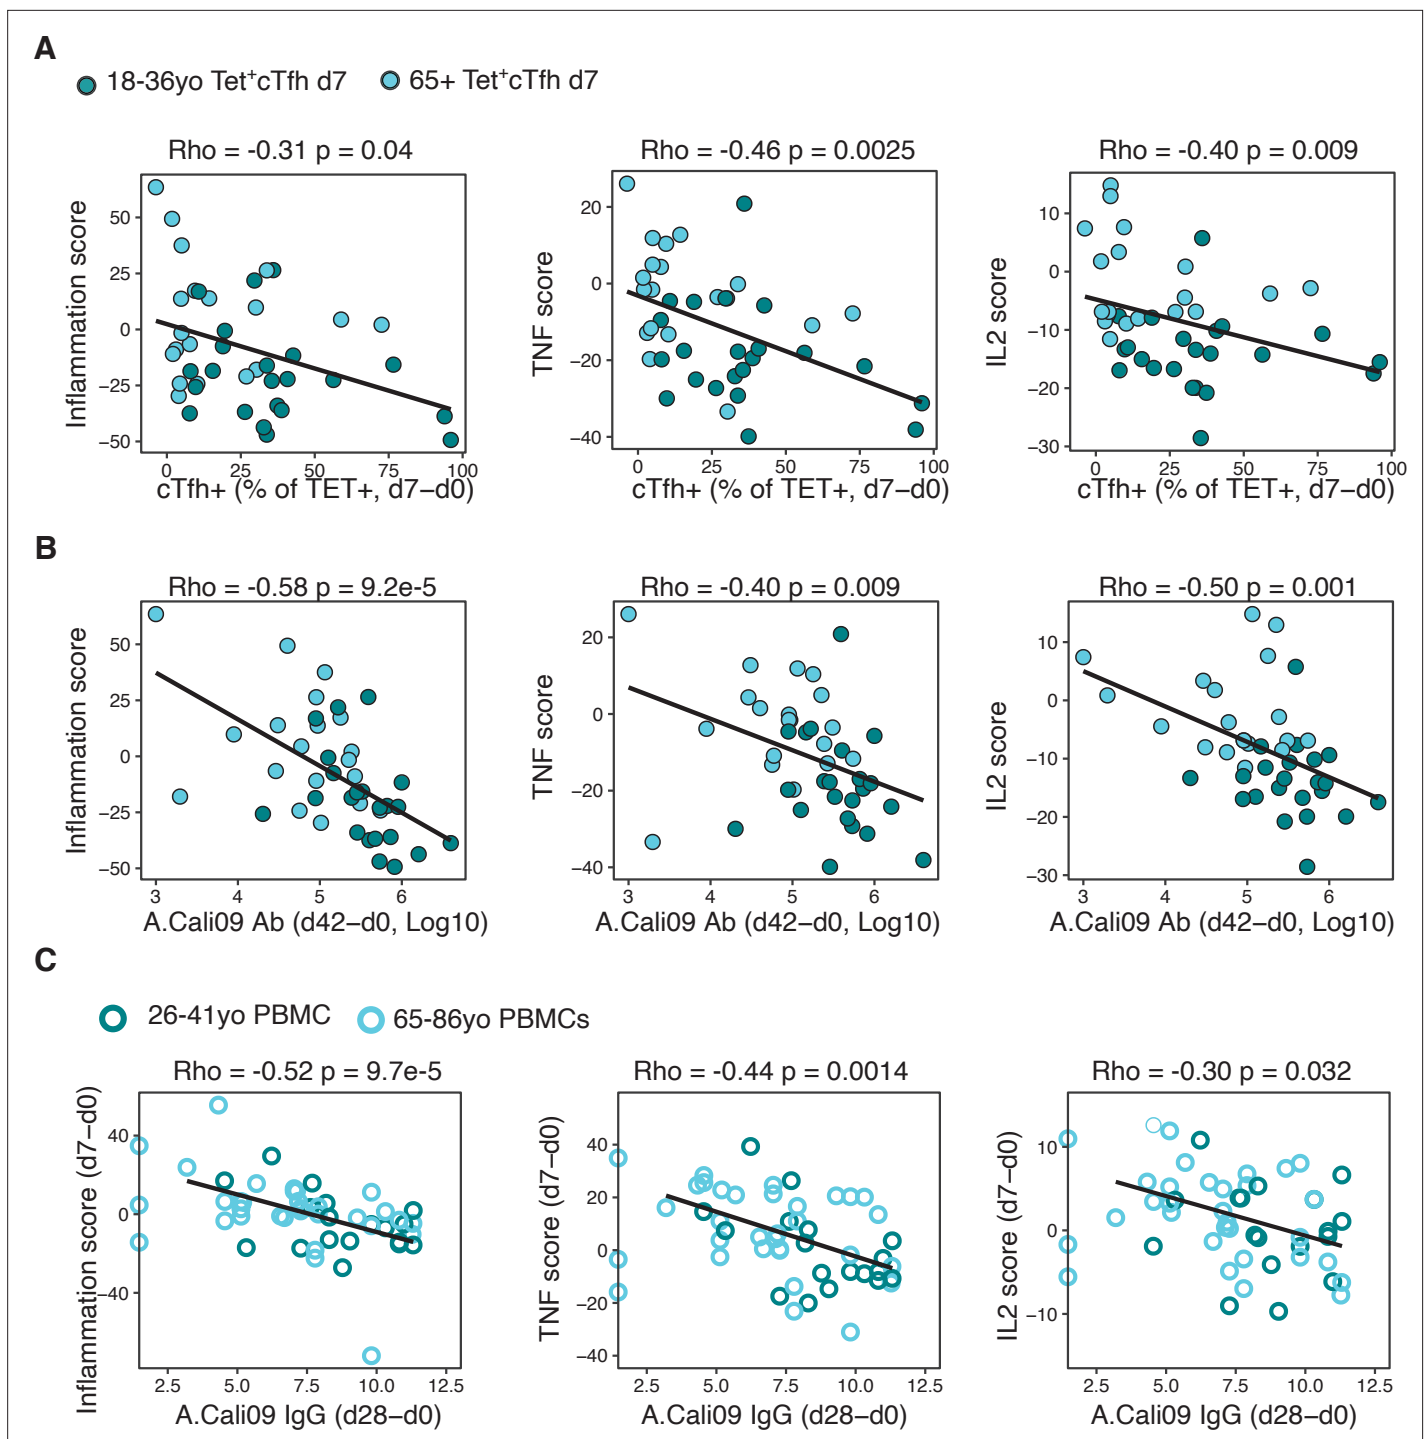 A
18-36yo Tet⁺cTfh d7 65+ Tet⁺cTfh d7
Rho = -0.31 p = 0.04
Inflammation score
50
25
0
−25
−50
0 25 50 75 100
cTfh+ (% of TET+, d7−d0)
Rho = -0.46 p = 0.0025
TNF score
20
0
−20
−40
0 25 50 75 100
cTfh+ (% of TET+, d7−d0)
Rho = -0.40 p = 0.009
IL2 score
10
0
−10
−20
−30
0 25 50 75 100
cTfh+ (% of TET+, d7−d0)
B
Rho = -0.58 p = 9.2e-5
Inflammation score
50
25
0
−25
−50
3 4 5 6
A.Cali09 Ab (d42−d0, Log10)
Rho = -0.40 p = 0.009
TNF score
20
0
−20
−40
3 4 5 6
A.Cali09 Ab (d42−d0, Log10)
Rho = -0.50 p = 0.001
IL2 score
10
0
−10
−20
−30
3 4 5 6
A.Cali09 Ab (d42−d0, Log10)
C
26-41yo PBMC 65-86yo PBMCs
Rho = -0.52 p = 9.7e-5
Inflammation score (d7−d0)
40
0
−40
2.5 5.0 7.5 10.0 12.5
A.Cali09 IgG (d28−d0)
Rho = -0.44 p = 0.0014
TNF score (d7−d0)
40
20
0
−20
−40
2.5 5.0 7.5 10.0 12.5
A.Cali09 IgG (d28−d0)
Rho = -0.30 p = 0.032
IL2 score (d7−d0)
10
0
−10
2.5 5.0 7.5 10.0 12.5
A.Cali09 IgG (d28−d0)